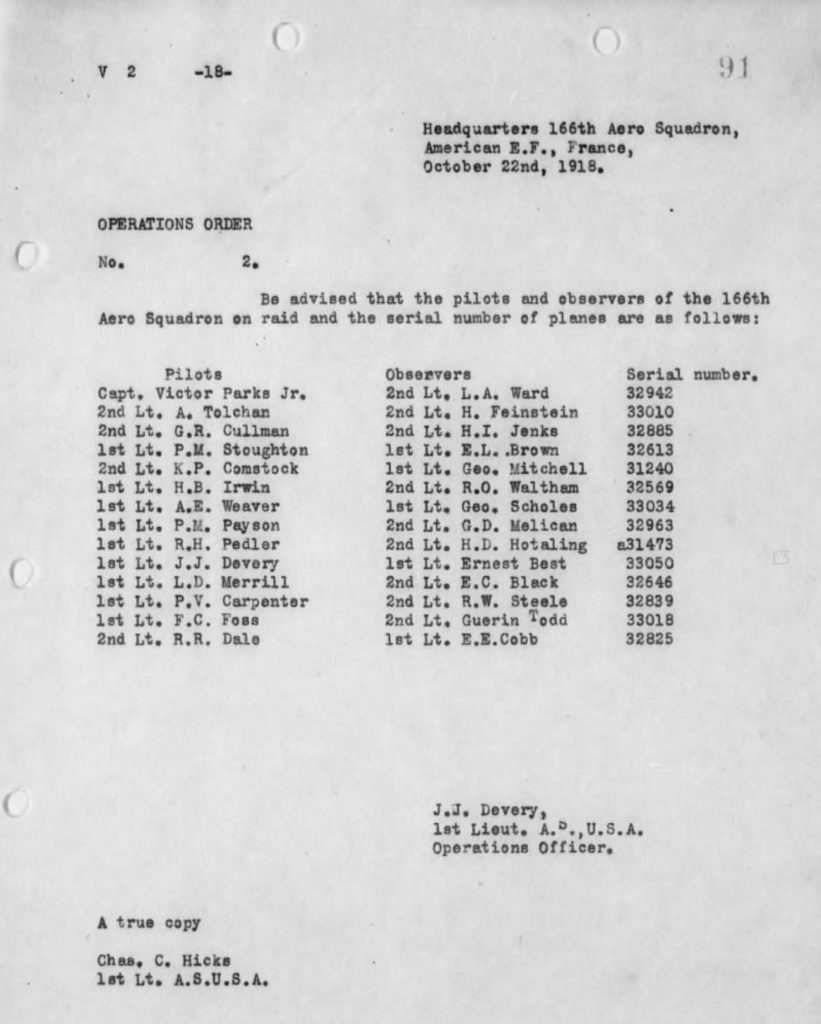 V 2 -18- 91
Headquarters 166th Aero Squadron,
American E.F., France,
October 22nd, 1918.
OPERATIONS ORDER
No. 2.
Be advised that the pilots and observers of the 166th
Aero Squadron on raid and the serial number of planes are as follows:
Pilots Observers Serial number.
Capt. Victor Parks Jr. 2nd Lt. L.A. Ward 32942
2nd Lt. A. Tolchan 2nd Lt. H. Feinstein 33010
2nd Lt. G.R. Cullman 2nd Lt. H.I. Jenks 32885
1st Lt. P.M. Stoughton 1st Lt. E.L. .Brown 32613
2nd Lt. K.P. Comstock 1st Lt. Geo. Mitchell 31240
1st Lt. H.B. Irwin 2nd Lt. R.O. Waltham 32569
1st Lt. A.E. Weaver 1st Lt. Geo. Scholes 33034
1st Lt. P.M. Payson 2nd Lt. G.D. Melican 32963
1st Lt. R.H. Pedler 2nd Lt. H.D. Hotaling a31473
1st Lt. J.J. Devery 1st Lt. Ernest Best 33050
1st Lt. L.D. Merrill 2nd Lt. E.C. Black 32646
1st Lt. P.V. Carpenter 2nd Lt. R.W. Steele 32839
1st Lt. F.C. Foss 2nd Lt. Guerin Todd 33018
2nd Lt. R.R. Dale 1st Lt. E.E.Cobb 32825
J.J. Devery,
1st Lieut. A.S.,U.S.A.
Operations Officer.
A true copy
Chas. C. Hicks
1st Lt. A.S.U.S.A.